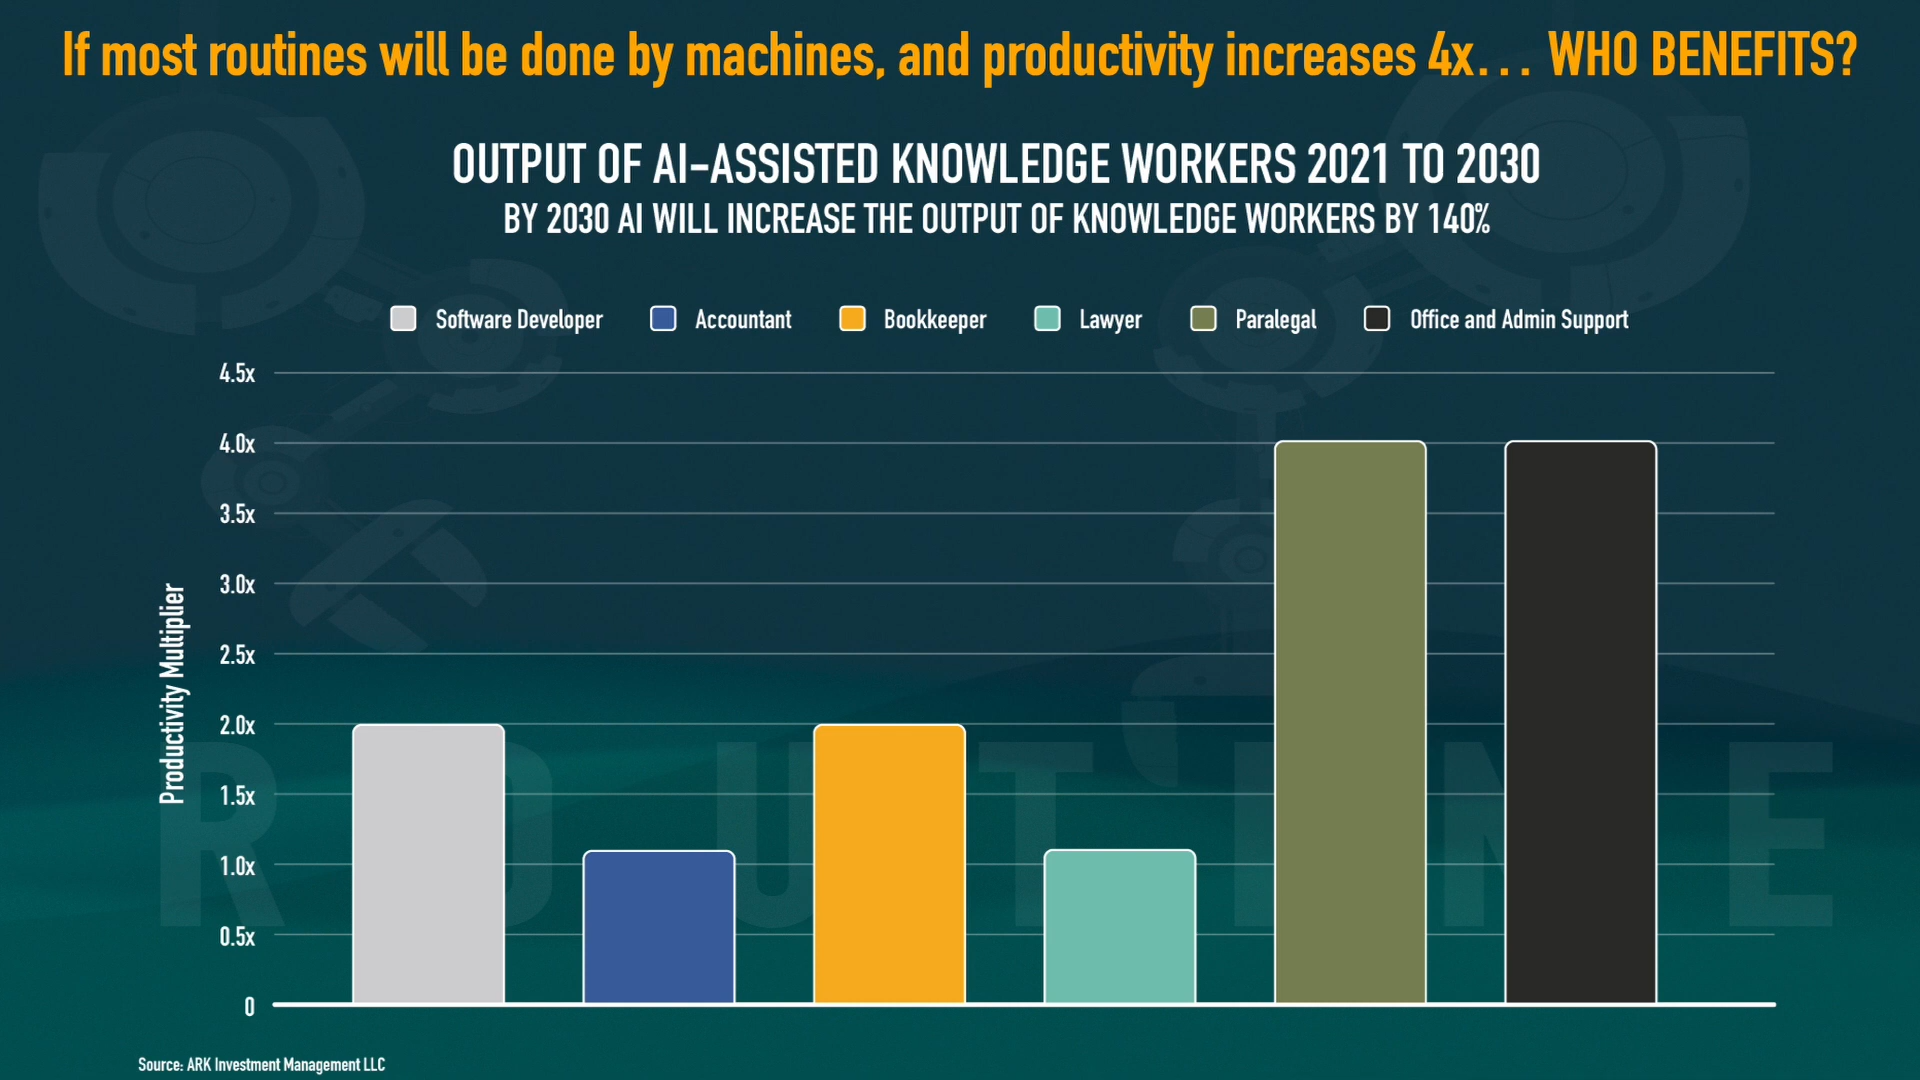 If most routines will be done by machines, and productivity increases 4x... WHO BENEFITS?
OUTPUT OF AI-ASSISTED KNOWLEDGE WORKERS 2021 TO 2030
BY 2030 AI WILL INCREASE THE OUTPUT OF KNOWLEDGE WORKERS BY 140%
Software Developer Accountant Bookkeeper Lawyer Paralegal Office and Admin Support
Productivity Multiplier
4.5x
4.0x
3.5x
3.0x
2.5x
2.0x
1.5x
1.0x
0.5x
0
ROUTINE
Source: ARK Investment Management LLC